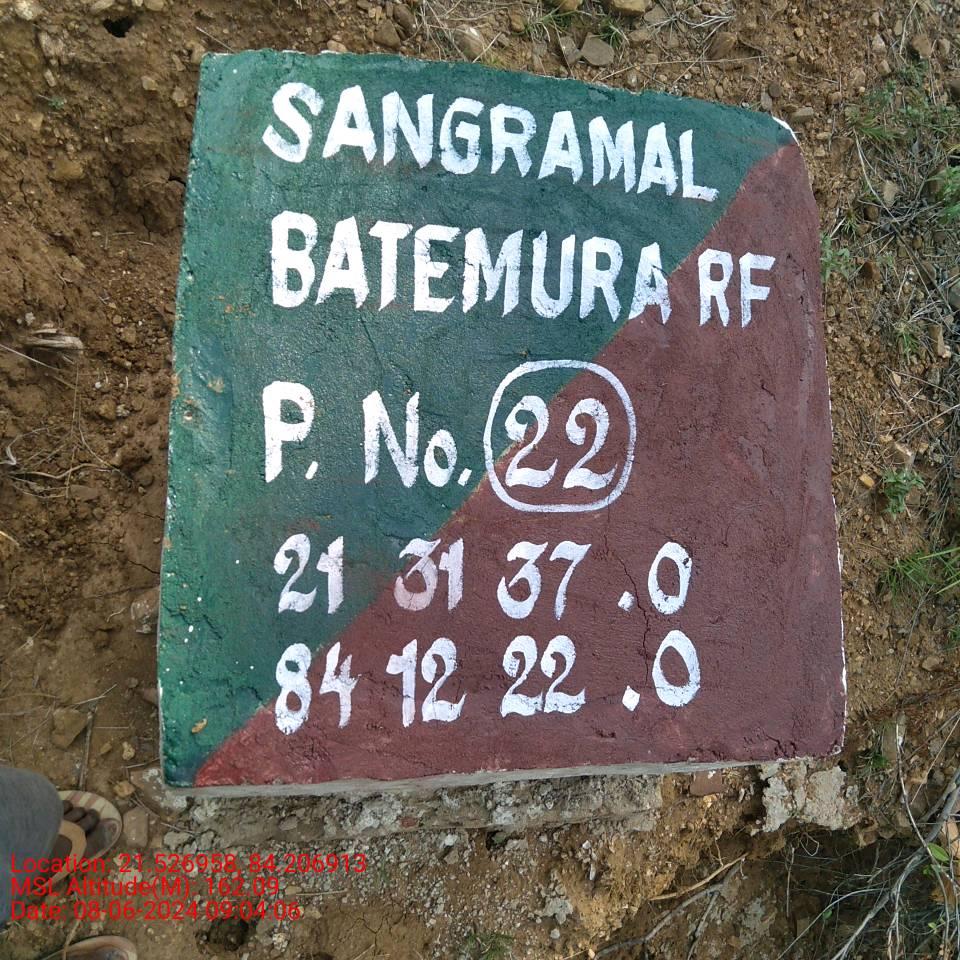 SANGRAMAL
BATEMURA RF
P. No. 22
21 31 37 .0
84 12 22 .0
Location: 21.526958, 84.206913
MSL Altitude(M): 162.09
Date: 08-06-2024 09:04:06